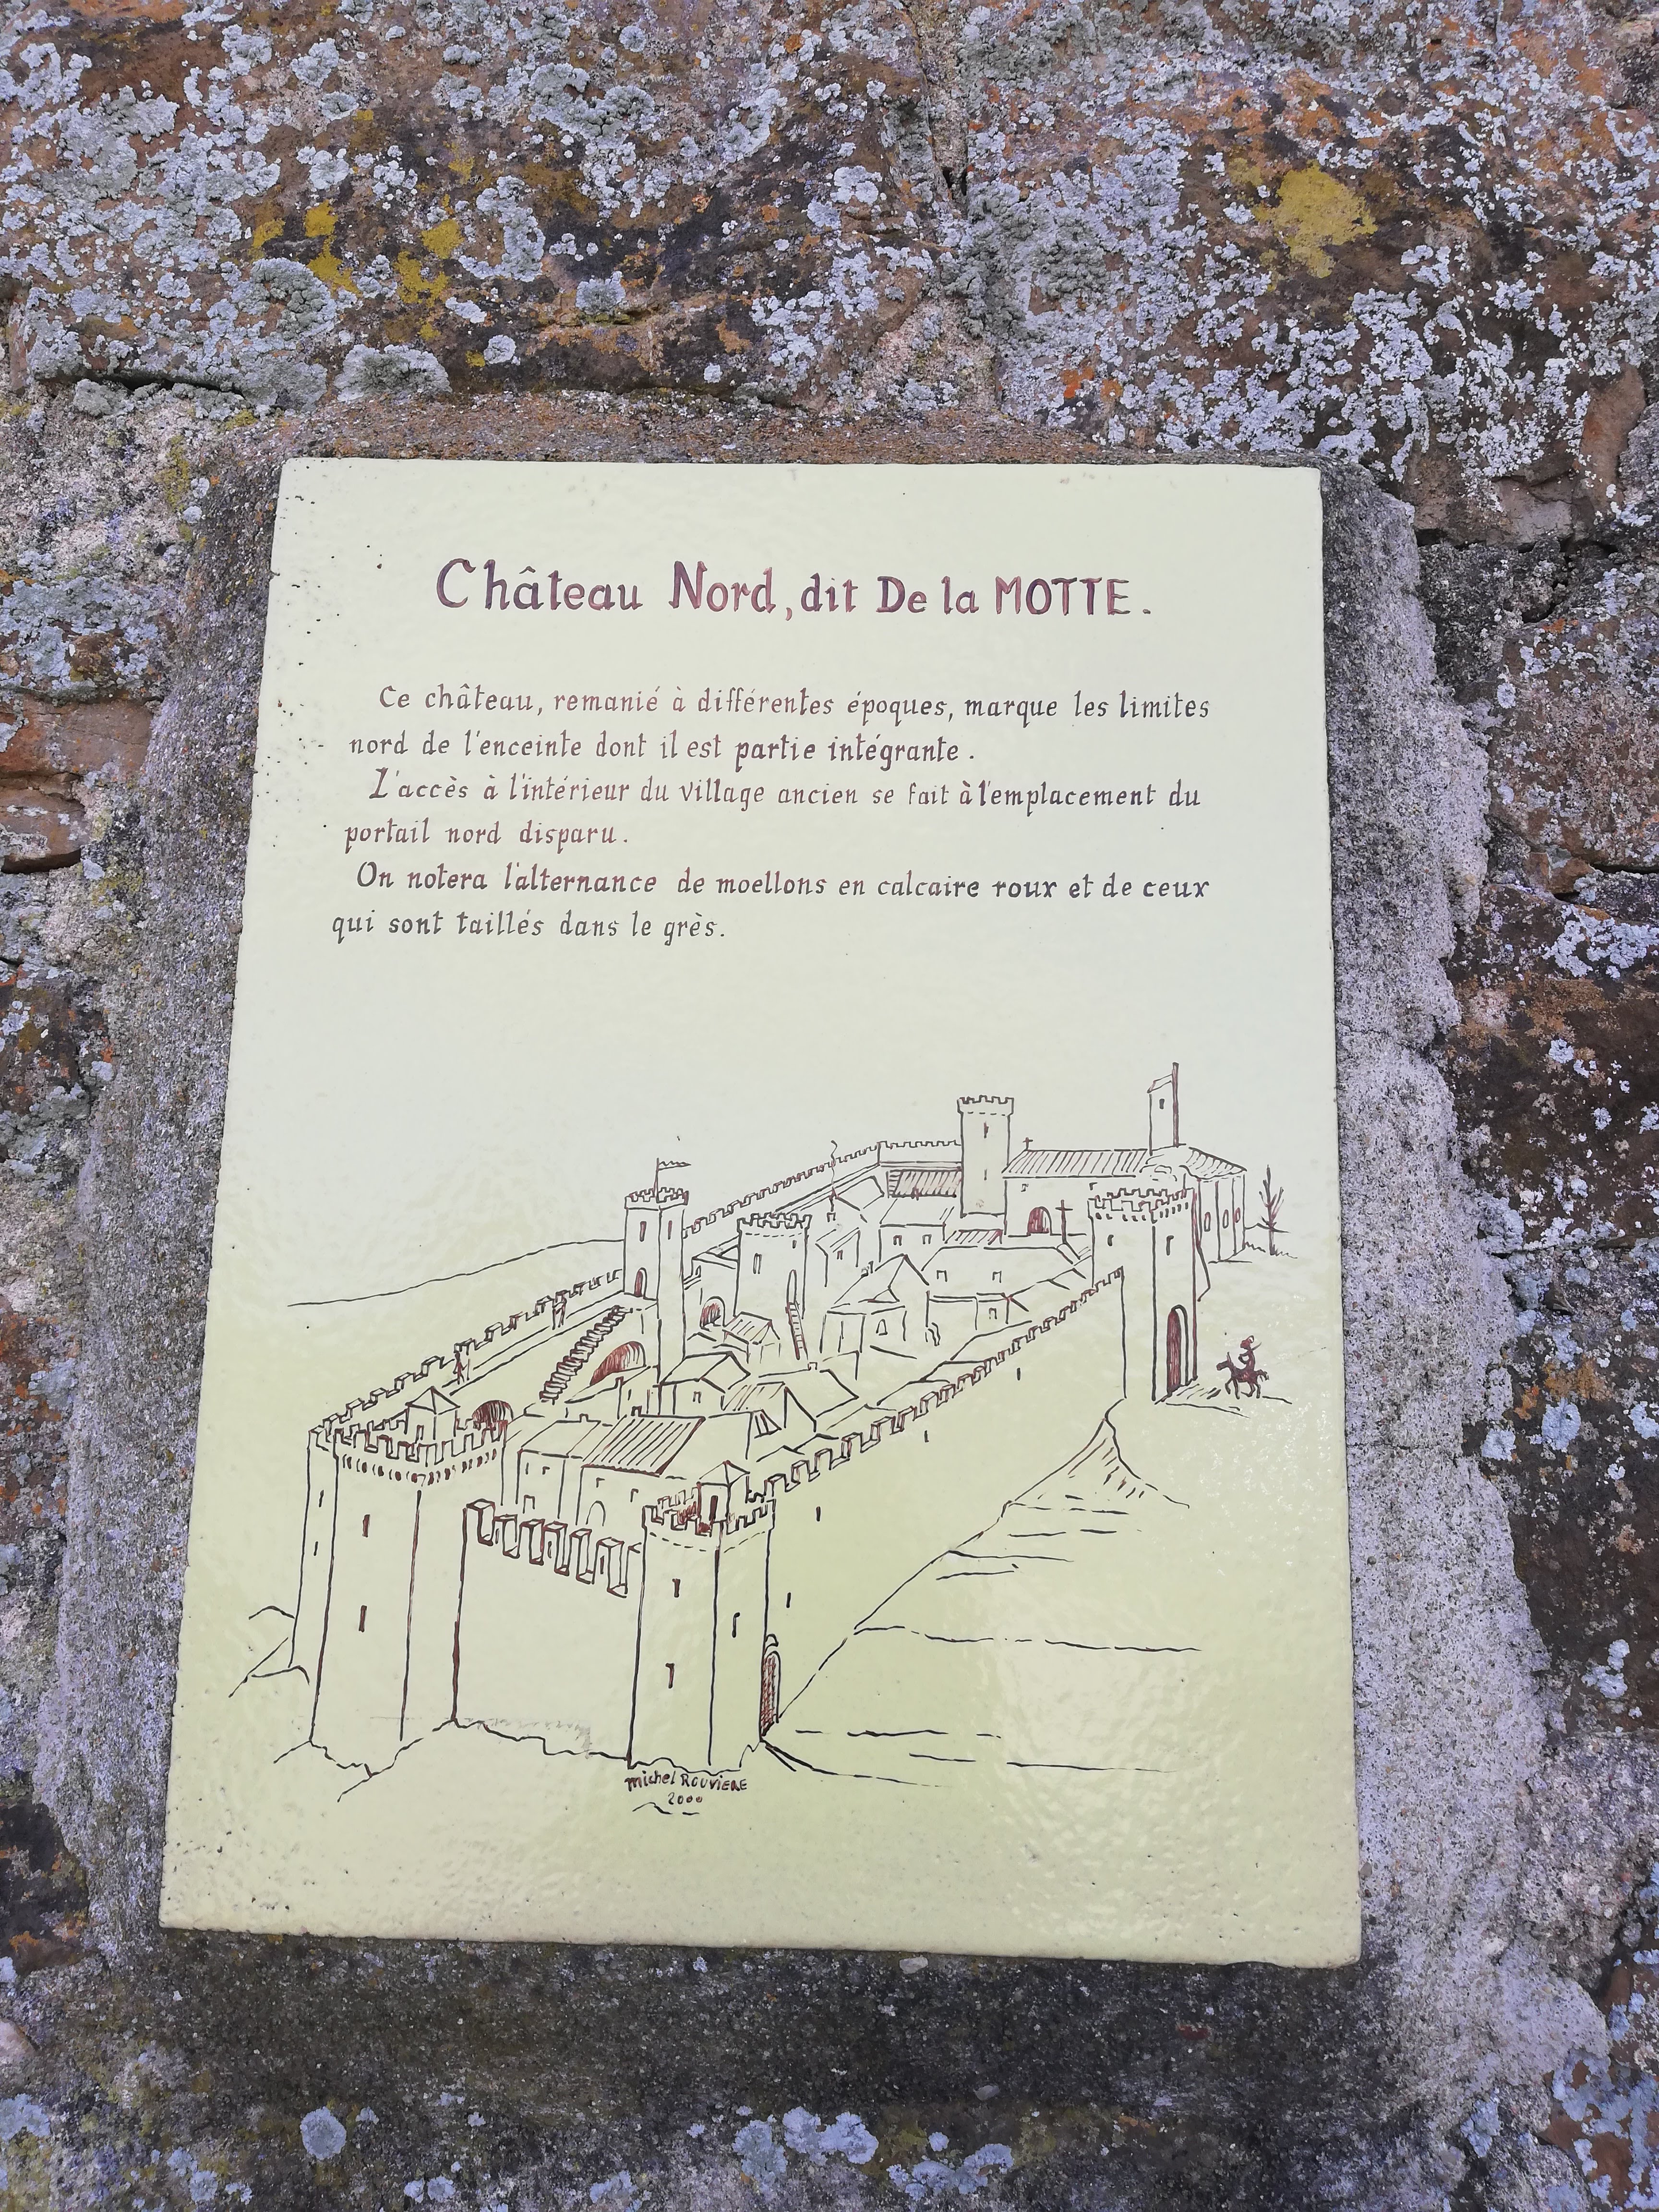 Château Nord, dit De la MOTTE.
Ce château, remanié à différentes époques, marque les limites
nord de l'enceinte dont il est partie intégrante.
L'accès à l'intérieur du village ancien se fait à l'emplacement du
portail nord disparu.
On notera l'alternance de moellons en calcaire roux et de ceux
qui sont taillés dans le grès.
Michel ROUVIERE
2000